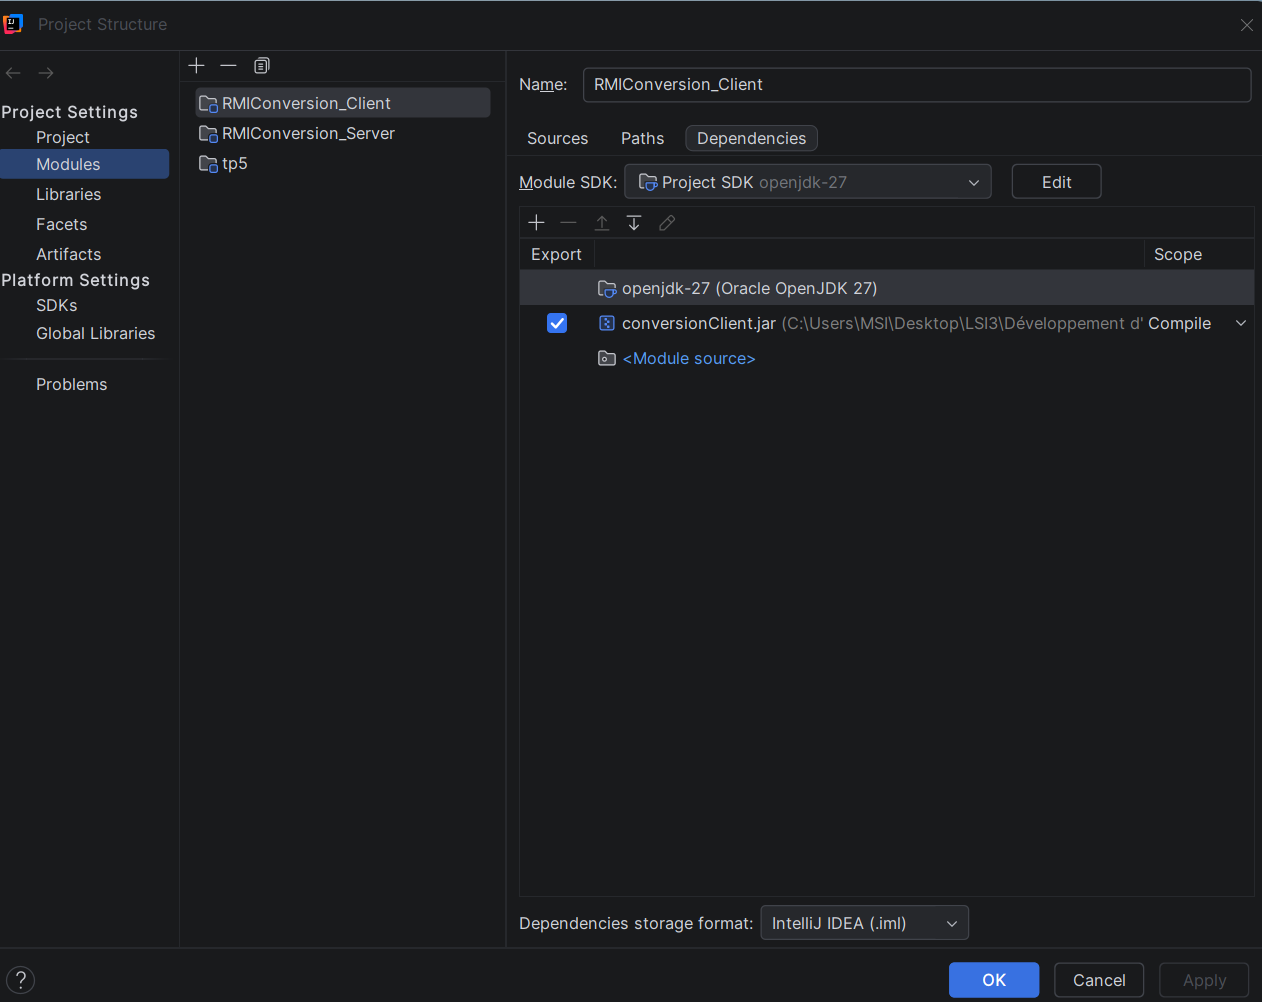 Project Structure
Project Settings
Project
Modules
Libraries
Facets
Artifacts
Platform Settings
SDKs
Global Libraries
Problems
RMIConversion_Client
RMIConversion_Server
tp5
Name: RMIConversion_Client
Sources Paths Dependencies
Module SDK: Project SDK openjdk-27 Edit
Export Scope
openjdk-27 (Oracle OpenJDK 27)
conversionClient.jar (C:\Users\MSI\Desktop\LSI3\Développement d' Compile
<Module source>
Dependencies storage format: IntelliJ IDEA (.iml)
? OK Cancel Apply